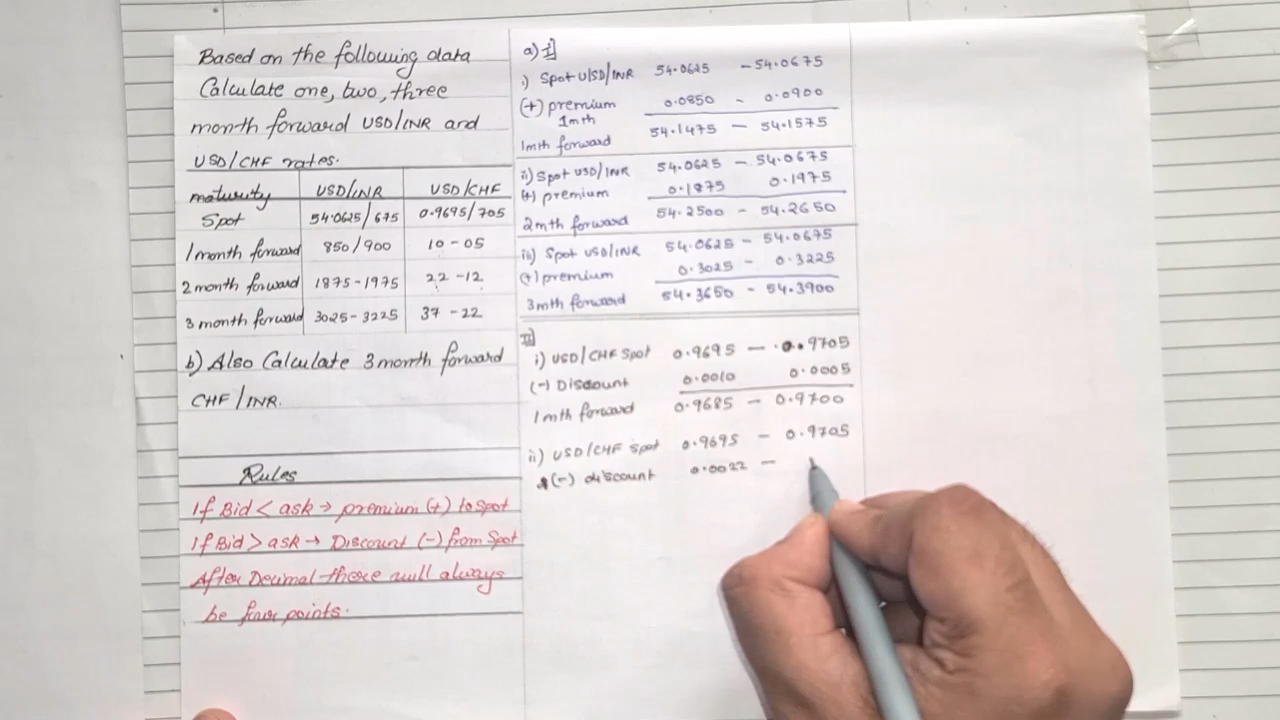 Based on the following data
Calculate one, two, three
month forward USD/INR and
USD/CHF rates.
maturity USD/INR USD/CHF
Spot 54.0625/675 0.9695/705
1 month forward 850/900 10-05
2 month forward 1875-1975 22-12
3 month forward 3025-3225 37-22
b) Also Calculate 3 month forward
CHF/INR.
Rules
If Bid < ask → premium (+) to Spot
If Bid > ask → Discount (-) from Spot
After Decimal there will always
be four points.
a) I]
i) Spot USD/INR 54.0625 - 54.0675
(+) premium 0.0850 - 0.0900
1mth
1mth forward 54.1475 - 54.1575
ii) Spot USD/INR 54.0625 - 54.0675
(+) premium 0.1875 0.1975
2mth forward 54.2500 - 54.2650
iii) Spot USD/INR 54.0625 - 54.0675
(+) premium 0.3025 - 0.3225
3mth forward 54.3650 - 54.3900
II]
i) USD/CHF Spot 0.9695 - 0.9705
(-) Discount 0.0010 0.0005
1mth forward 0.9685 - 0.9700
ii) USD/CHF Spot 0.9695 - 0.9705
(-) discount 0.0022 -